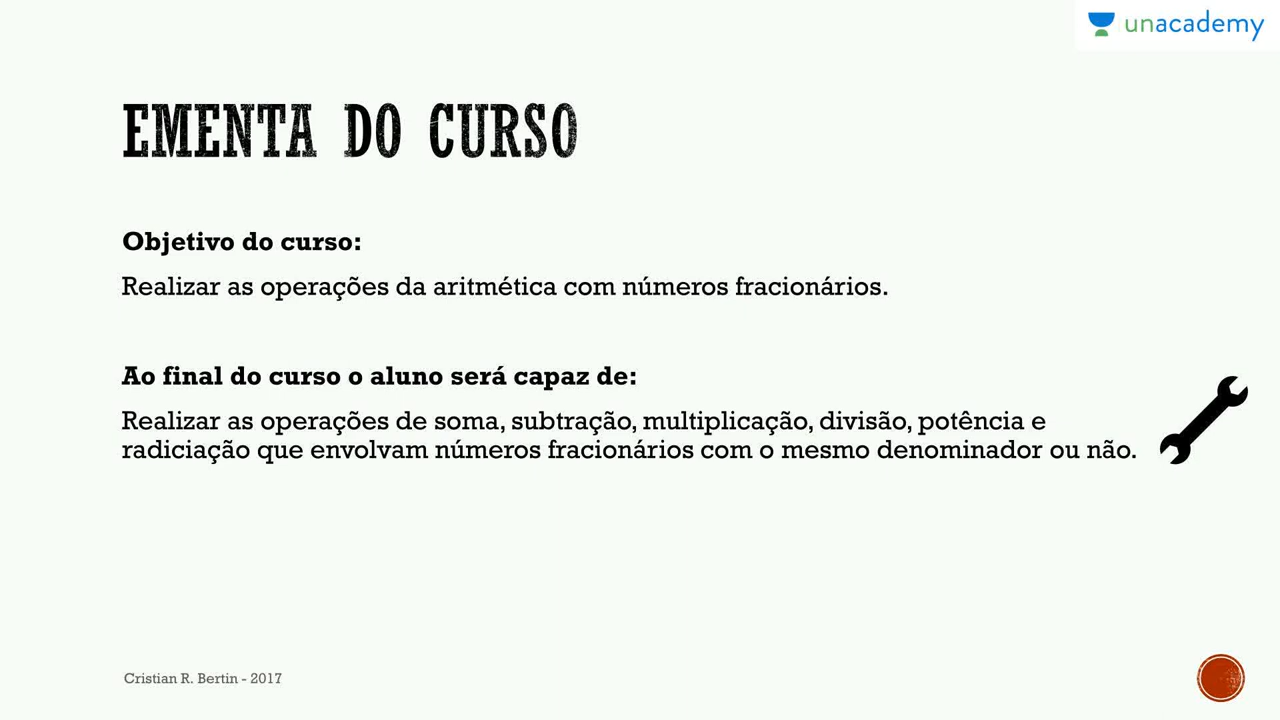 unacademy
EMENTA DO CURSO
Objetivo do curso:
Realizar as operações da aritmética com números fracionários.
Ao final do curso o aluno será capaz de:
Realizar as operações de soma, subtração, multiplicação, divisão, potência e
radiciação que envolvam números fracionários com o mesmo denominador ou não.
Cristian R. Bertin - 2017